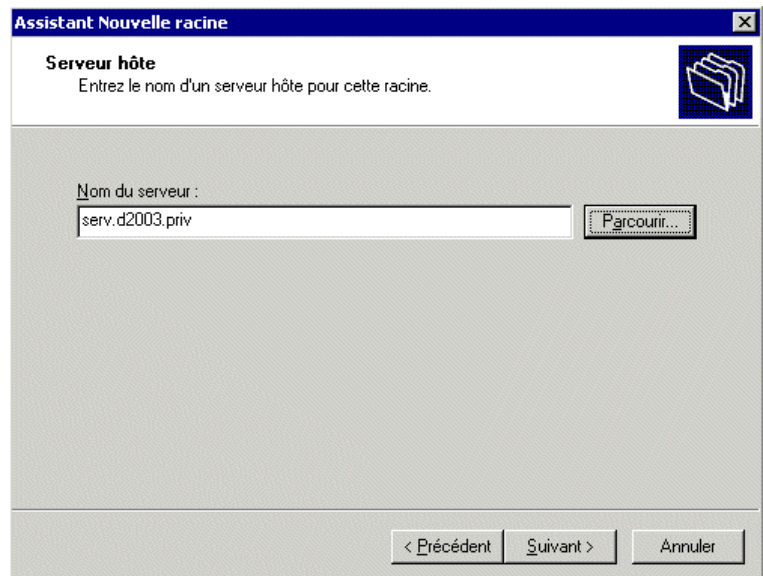 Assistant Nouvelle racine
Serveur hôte
Entrez le nom d'un serveur hôte pour cette racine.
Nom du serveur :
serv.d2003.priv
Parcourir...
< Précédent
Suivant >
Annuler